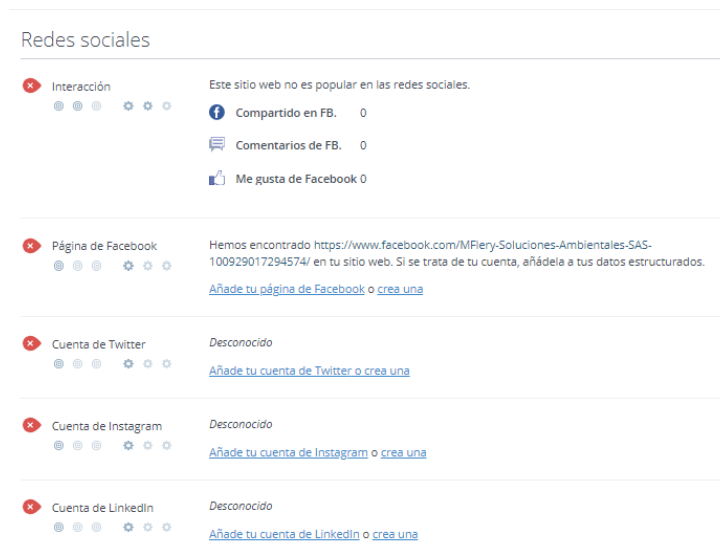 Redes sociales
Interacción
Este sitio web no es popular en las redes sociales.
Compartido en FB. 0
Comentarios de FB. 0
Me gusta de Facebook 0
Página de Facebook
Hemos encontrado https://www.facebook.com/MFlery-Soluciones-Ambientales-SAS-
100929017294574/ en tu sitio web. Si se trata de tu cuenta, añádela a tus datos estructurados.
Añade tu página de Facebook o crea una
Cuenta de Twitter
Desconocido
Añade tu cuenta de Twitter o crea una
Cuenta de Instagram
Desconocido
Añade tu cuenta de Instagram o crea una
Cuenta de LinkedIn
Desconocido
Añade tu cuenta de LinkedIn o crea una